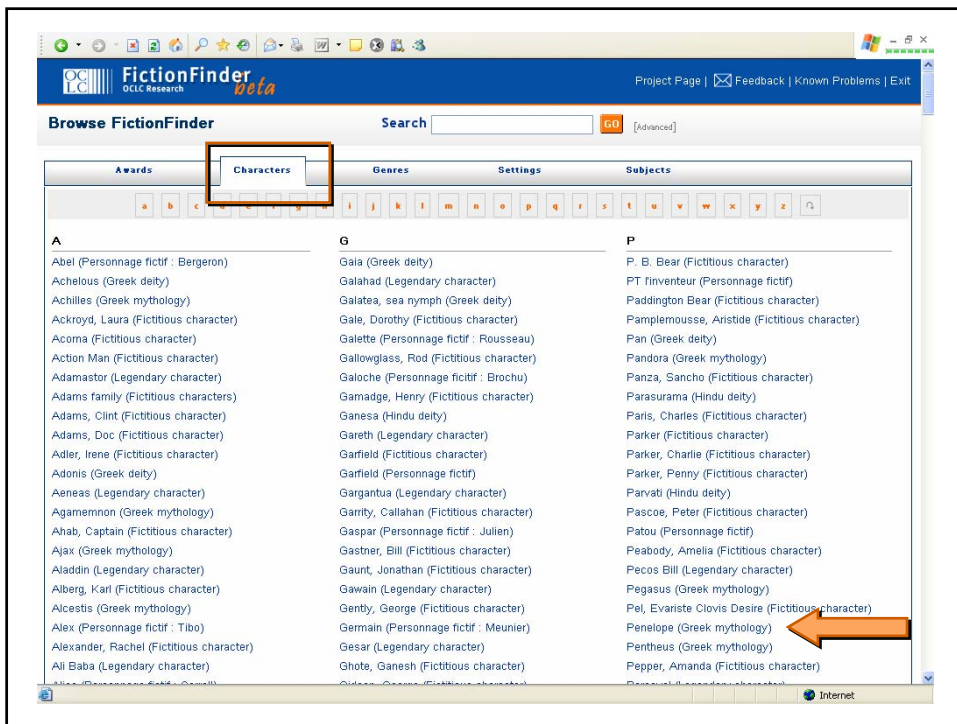 OCLC FictionFinder beta
OCLC Research
Project Page | Feedback | Known Problems | Exit
Browse FictionFinder
Search GO [Advanced]
Awards Characters Genres Settings Subjects
a b c d e f g h i j k l m n o p q r s t u v w x y z
A
Abel (Personnage fictif : Bergeron)
Achelous (Greek deity)
Achilles (Greek mythology)
Ackroyd, Laura (Fictitious character)
Acorna (Fictitious character)
Action Man (Fictitious character)
Adamastor (Legendary character)
Adams family (Fictitious characters)
Adams, Clint (Fictitious character)
Adams, Doc (Fictitious character)
Adler, Irene (Fictitious character)
Adonis (Greek deity)
Aeneas (Legendary character)
Agamemnon (Greek mythology)
Ahab, Captain (Fictitious character)
Ajax (Greek mythology)
Aladdin (Legendary character)
Alberg, Karl (Fictitious character)
Alcestis (Greek mythology)
Alex (Personnage fictif : Tibo)
Alexander, Rachel (Fictitious character)
Ali Baba (Legendary character)
G
Gaia (Greek deity)
Galahad (Legendary character)
Galatea, sea nymph (Greek deity)
Gale, Dorothy (Fictitious character)
Galette (Personnage fictif : Rousseau)
Gallowglass, Rod (Fictitious character)
Galoche (Personnage ficitif : Brochu)
Gamadge, Henry (Fictitious character)
Ganesa (Hindu deity)
Gareth (Legendary character)
Garfield (Fictitious character)
Garfield (Personnage fictif)
Gargantua (Legendary character)
Garrity, Callahan (Fictitious character)
Gaspar (Personnage fictif : Julien)
Gastner, Bill (Fictitious character)
Gaunt, Jonathan (Fictitious character)
Gawain (Legendary character)
Gently, George (Fictitious character)
Germain (Personnage fictif : Meunier)
Gesar (Legendary character)
Ghote, Ganesh (Fictitious character)
P
P. B. Bear (Fictitious character)
PT l'inventeur (Personnage fictif)
Paddington Bear (Fictitious character)
Pamplemousse, Aristide (Fictitious character)
Pan (Greek deity)
Pandora (Greek mythology)
Panza, Sancho (Fictitious character)
Parasurama (Hindu deity)
Paris, Charles (Fictitious character)
Parker (Fictitious character)
Parker, Charlie (Fictitious character)
Parker, Penny (Fictitious character)
Parvati (Hindu deity)
Pascoe, Peter (Fictitious character)
Patou (Personnage fictif)
Peabody, Amelia (Fictitious character)
Pecos Bill (Legendary character)
Pegasus (Greek mythology)
Pel, Evariste Clovis Desire (Fictitious character)
Penelope (Greek mythology)
Pentheus (Greek mythology)
Pepper, Amanda (Fictitious character)
Internet